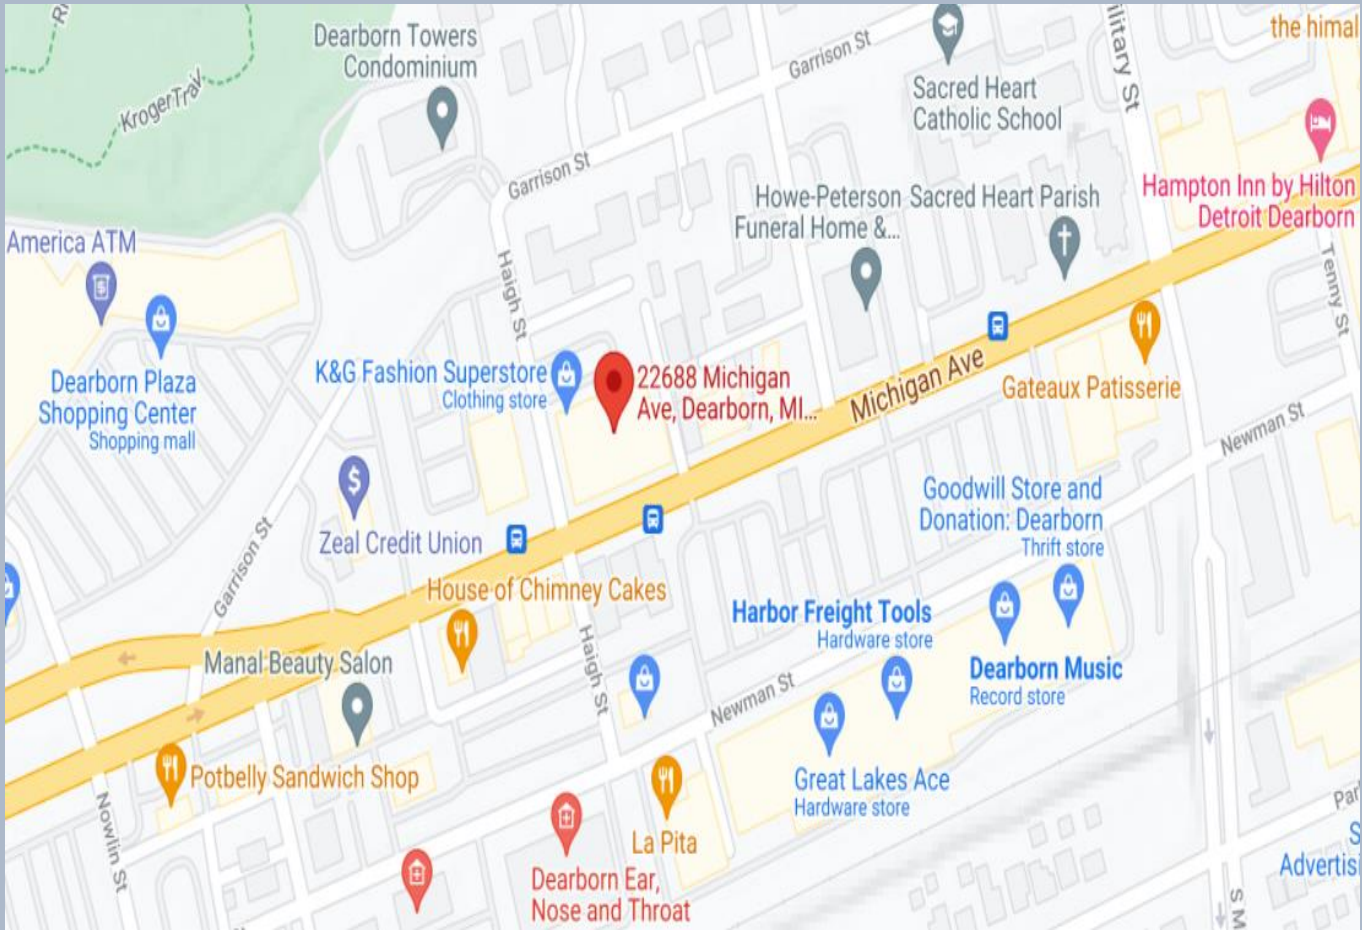 the himal
Dearborn Towers
Condominium
KrogerTrail
Garrison St
ilitary St
Sacred Heart
Catholic School
Garrison St
Howe-Peterson
Funeral Home &...
Sacred Heart Parish
Hampton Inn by Hilton
Detroit Dearborn
America ATM
Haigh St
Tenny St
Dearborn Plaza
Shopping Center
Shopping mall
K&G Fashion Superstore
Clothing store
22688 Michigan
Ave, Dearborn, MI...
Michigan Ave
Gateaux Patisserie
Newman St
Zeal Credit Union
Garrison St
Goodwill Store and
Donation: Dearborn
Thrift store
House of Chimney Cakes
Harbor Freight Tools
Hardware store
Manal Beauty Salon
Haigh St
Dearborn Music
Record store
Newman St
Potbelly Sandwich Shop
Great Lakes Ace
Hardware store
Nowlin St
La Pita
Dearborn Ear,
Nose and Throat
Par
S
Advertisi
S M